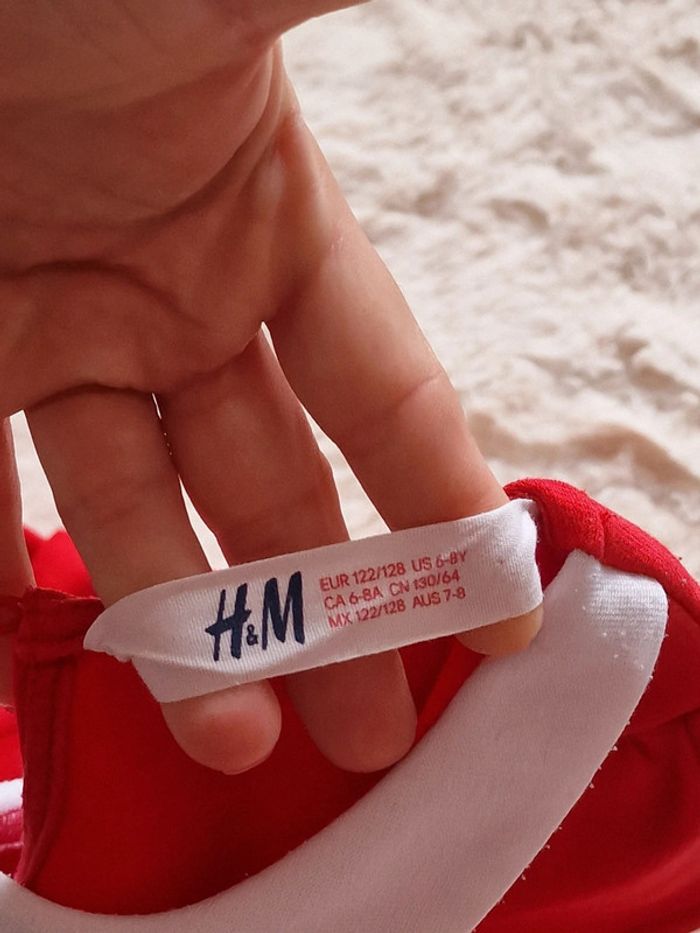 H&M
EUR 122/128 US 6-8Y
CA 6-8A CN 130/64
MX 122/128 AUS 7-8